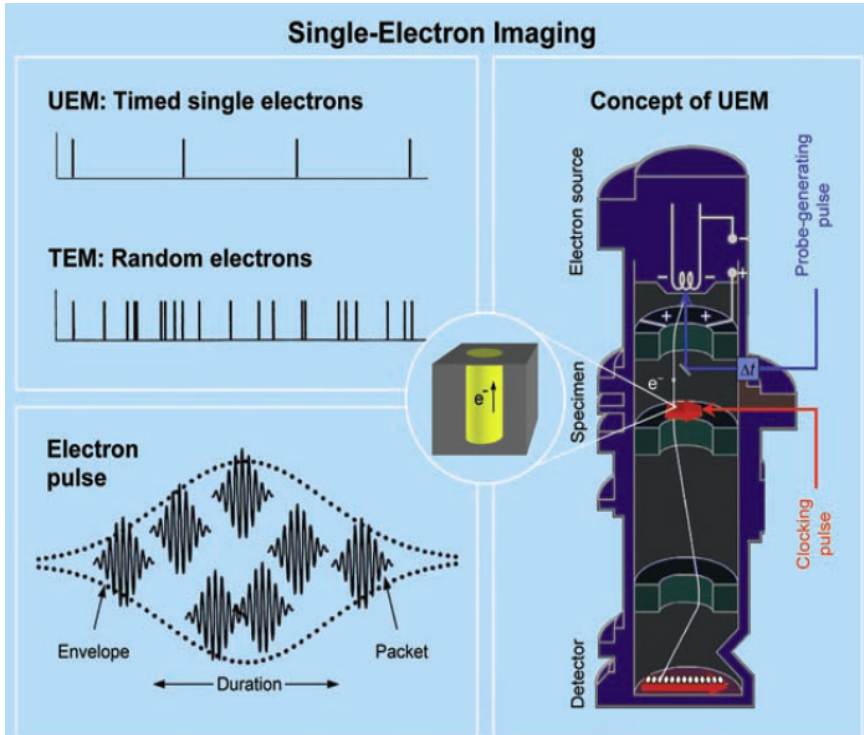 Single-Electron Imaging
UEM: Timed single electrons
TEM: Random electrons
Electron
pulse
Envelope
Packet
Duration
e⁻
Concept of UEM
Electron source
Specimen
Detector
Probe-generating
pulse
Clocking
pulse
−
+
− −
+ +
Δt
e⁻